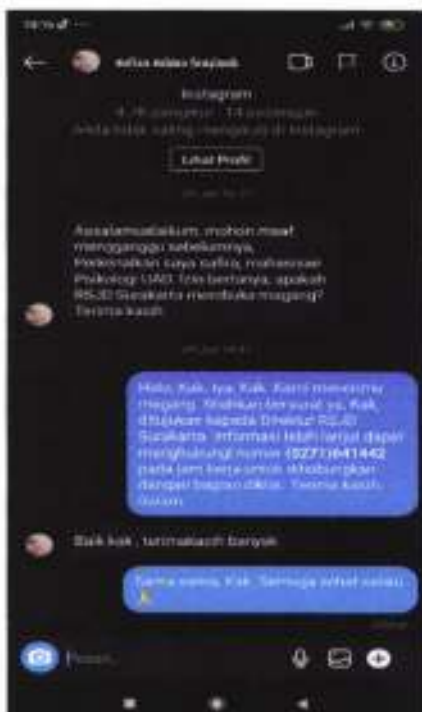 Instagram
Lihat Profil
Assalamualaikum, mohon maaf
mengganggu sebelumnya,
Perkenalkan saya safira, mahasiswa
Psikologi UAD. Izin bertanya, apakah
RSJD Surakarta membuka magang?
Terima kasih
Halo, Kak. Iya, Kak. Kami menerima
magang. Silahkan bersurat ya, Kak,
ditujukan kepada Direktur RSJD
Surakarta. Informasi lebih lanjut dapat
menghubungi nomor (0271)641442
pada jam kerja untuk dihubungkan
dengan bagian diklat. Terima kasih.
Salam
Baik kak, terimakasih banyak
Sama-sama, Kak. Semoga sehat selalu